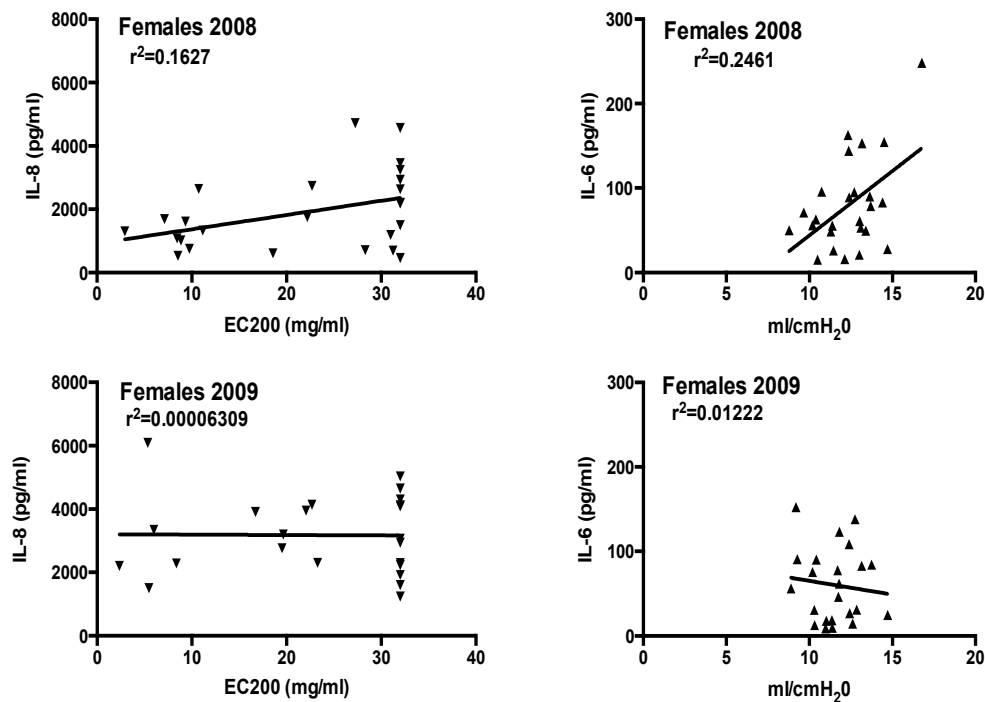 Females 2008
r²=0.1627
8000
6000
4000
2000
0
IL-8 (pg/ml)
0 10 20 30 40
EC200 (mg/ml)
Females 2008
r²=0.2461
300
200
100
0
IL-6 (pg/ml)
0 5 10 15 20
ml/cmH₂0
Females 2009
r²=0.00006309
8000
6000
4000
2000
0
IL-8 (pg/ml)
0 10 20 30 40
EC200 (mg/ml)
Females 2009
r²=0.01222
300
200
100
0
IL-6 (pg/ml)
0 5 10 15 20
ml/cmH₂0